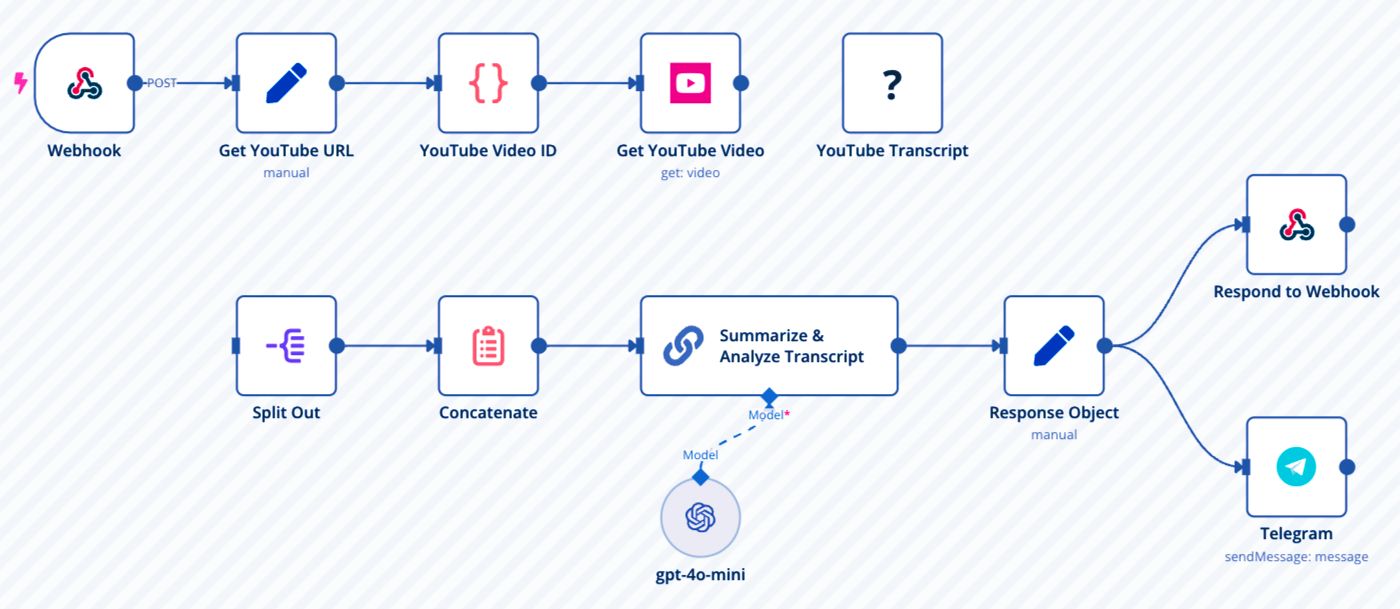 POST
Webhook
Get YouTube URL
manual
YouTube Video ID
Get YouTube Video
get: video
?
YouTube Transcript
Respond to Webhook
Split Out
Concatenate
Summarize &
Analyze Transcript
Model*
Model
gpt-4o-mini
Response Object
manual
Telegram
sendMessage: message